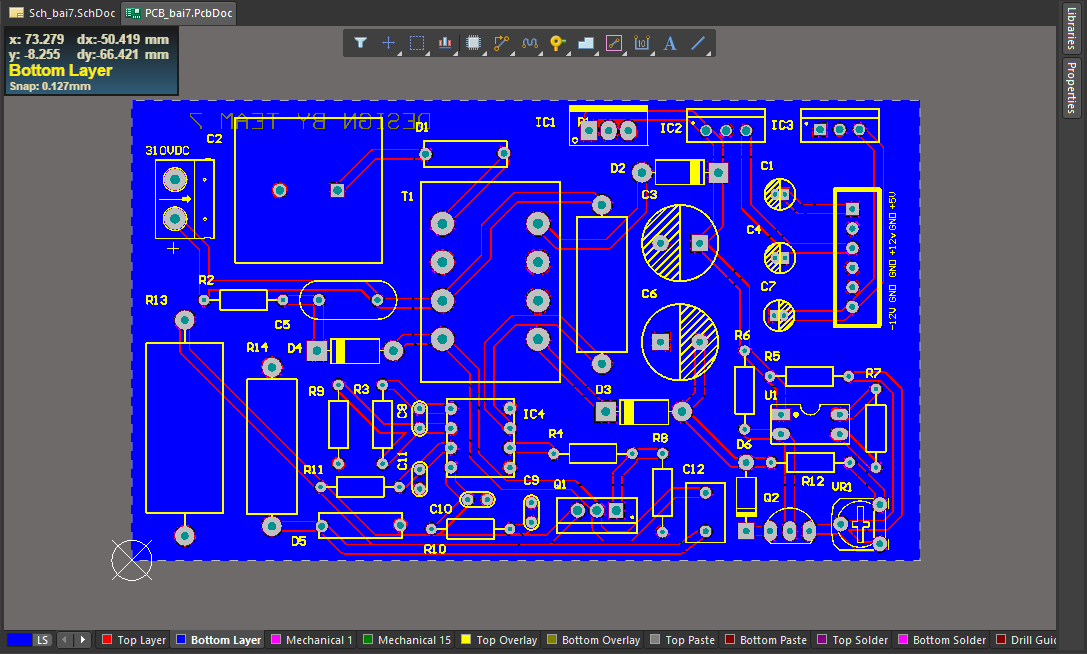 Sch_bai7.SchDoc
PCB_bai7.PcbDoc
x: 73.279 dx:-50.419 mm
y: -8.255 dy:-66.421 mm
Bottom Layer
Snap: 0.127mm
Libraries
Properties
DESIGN BY TEAM 7
C2
D1
IC1
P1
IC2
IC3
310VDC
D2
C1
T1
C3
C4
+
R2
R13
C5
C6
C7
-12V GND GND +12V GND +5V
R14
D4
R6
R5
R7
R9
R3
C8
D3
U1
IC4
R4
R8
D6
R11
C11
C9
Q1
C12
R12
VR1
Q2
C10
D5
R10
LS
Top Layer
Bottom Layer
Mechanical 1
Mechanical 15
Top Overlay
Bottom Overlay
Top Paste
Bottom Paste
Top Solder
Bottom Solder
Drill Guid